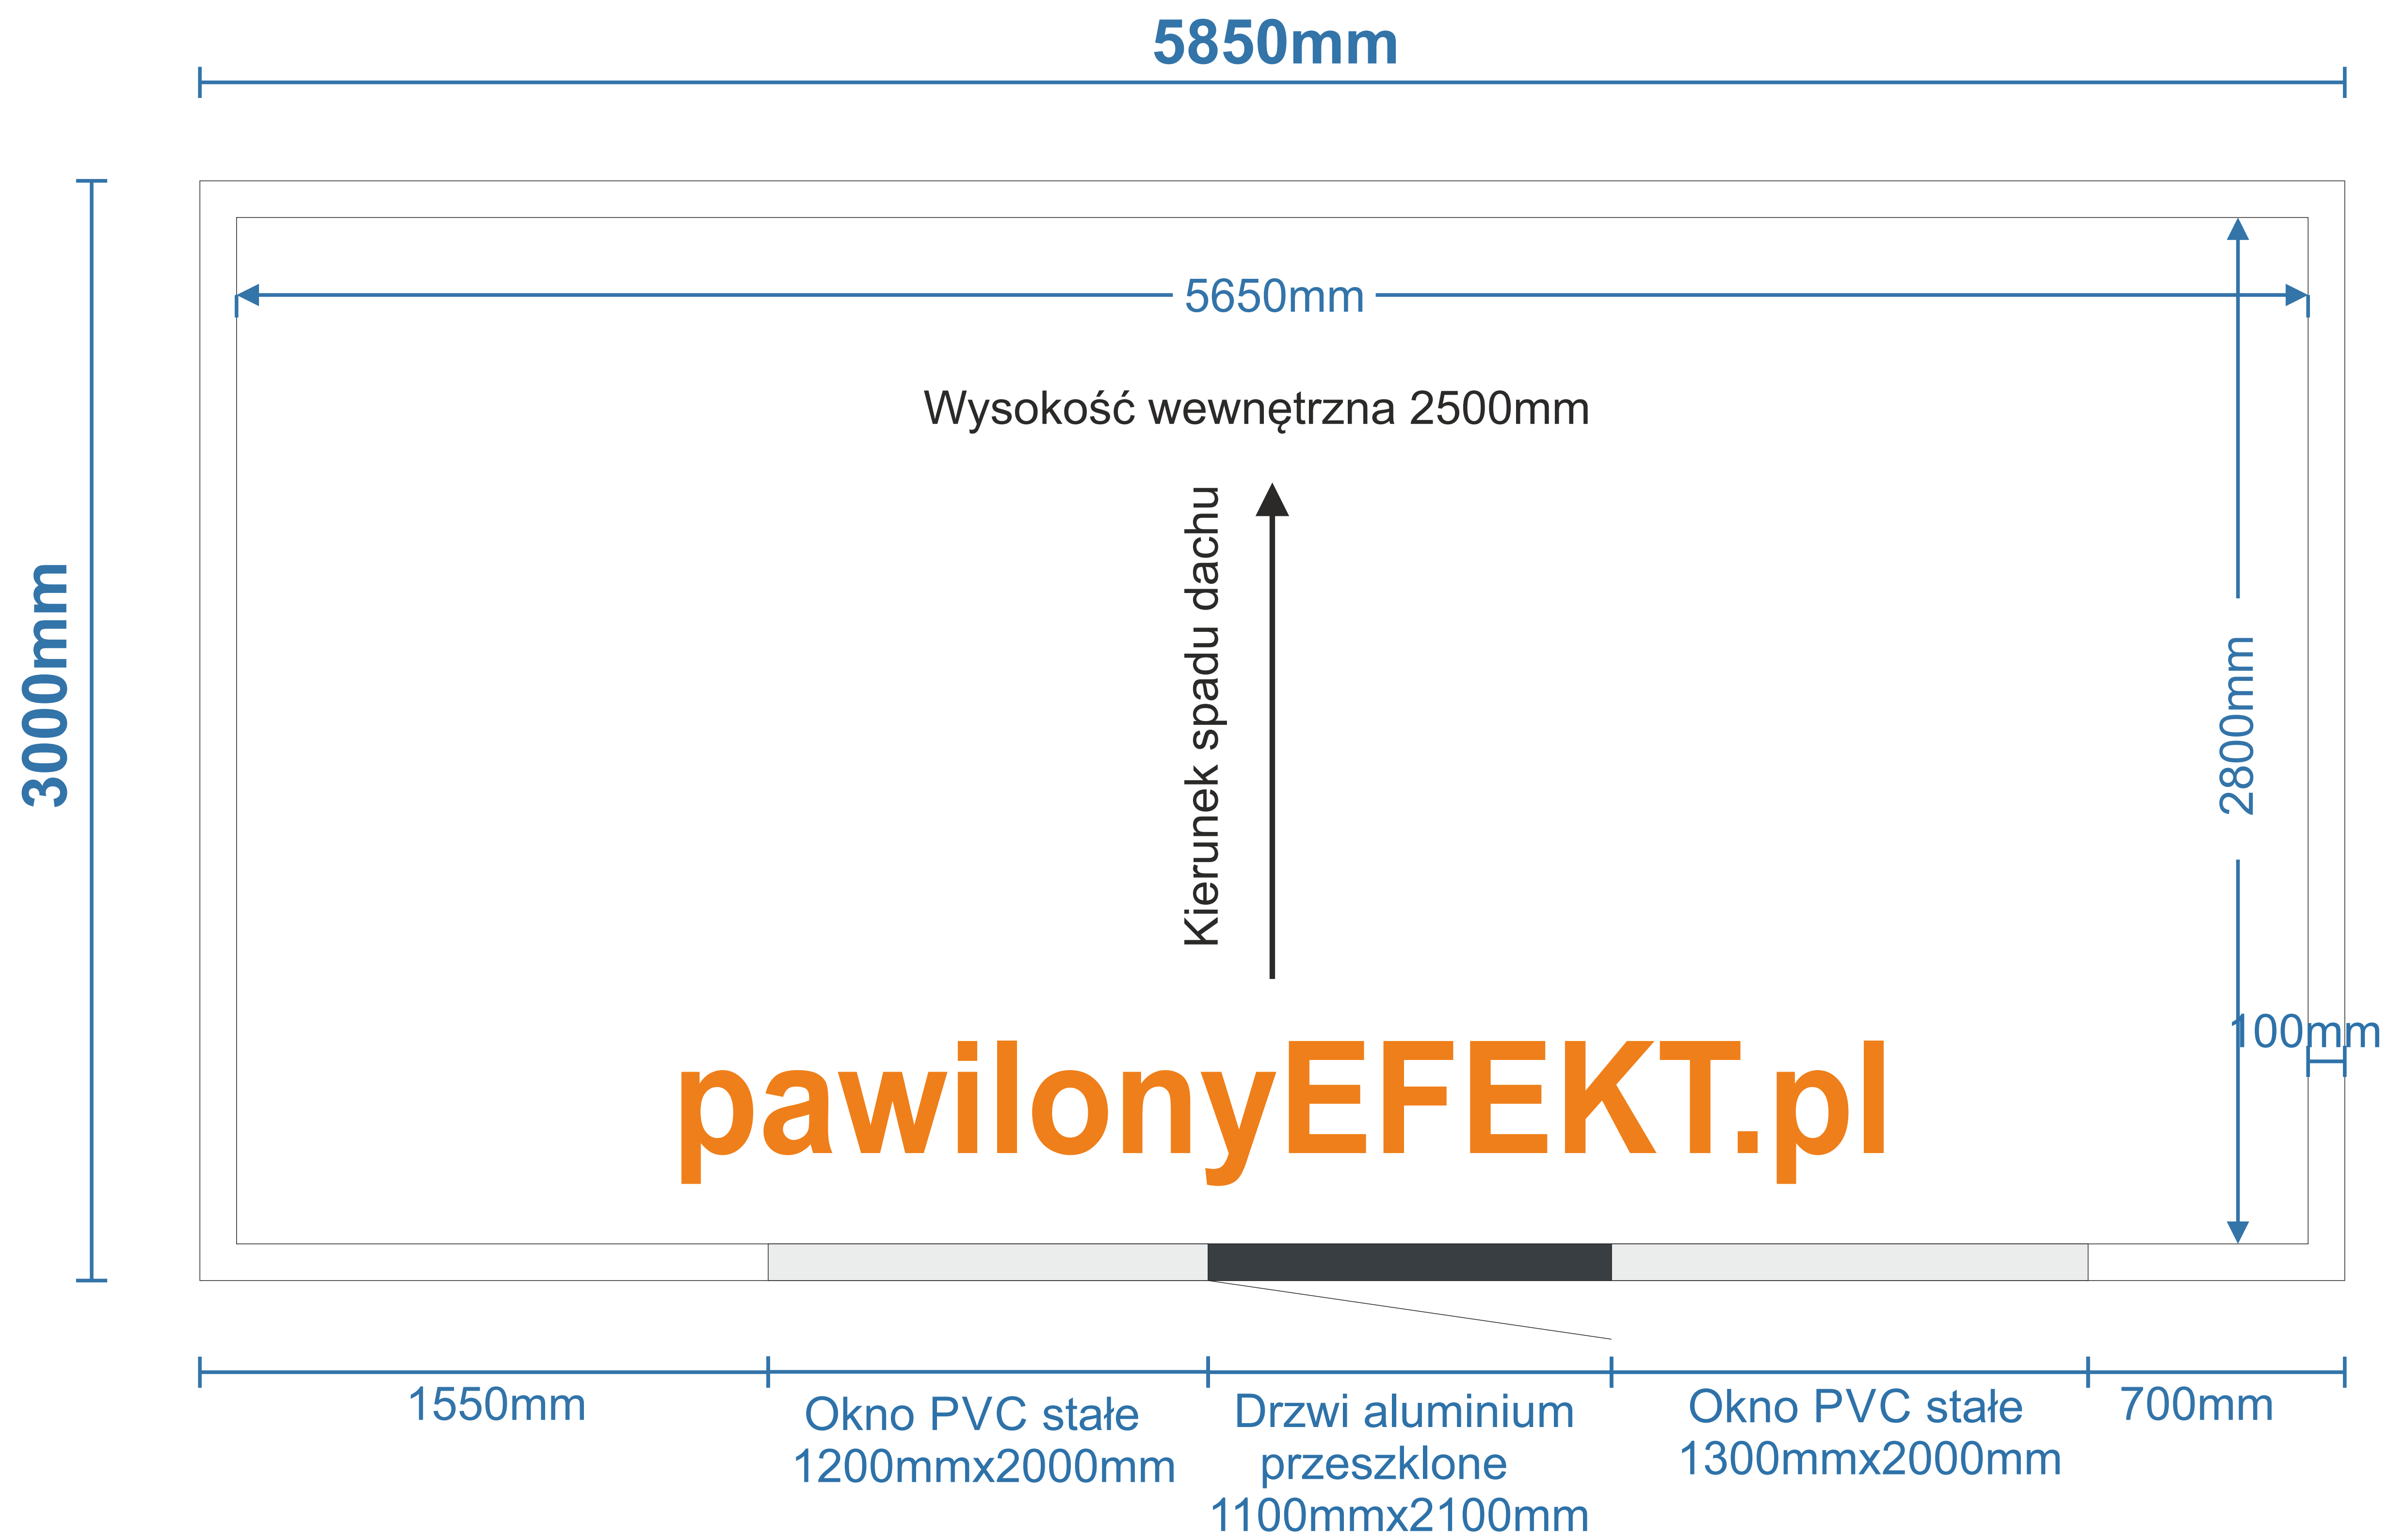 5850mm
3000mm
5650mm
Wysokość wewnętrzna 2500mm
Kierunek spadu dachu
2800mm
100mm
pawilonyEFEKT.pl
1550mm
Okno PVC stałe
1200mmx2000mm
Drzwi aluminium
przeszklone
1100mmx2100mm
Okno PVC stałe
1300mmx2000mm
700mm